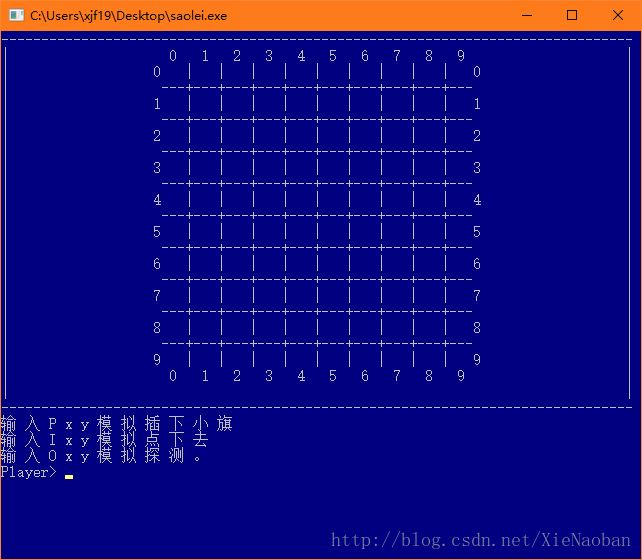 C:\Users\xjf19\Desktop\saolei.exe
0 1 2 3 4 5 6 7 8 9
0 0
1 1
2 2
3 3
4 4
5 5
6 6
7 7
8 8
9 9
0 1 2 3 4 5 6 7 8 9
输入P x y模拟插下小旗
输入I x y模拟点下去
输入O x y模拟探测。
Player>
http://blog.csdn.net/XieNaoban